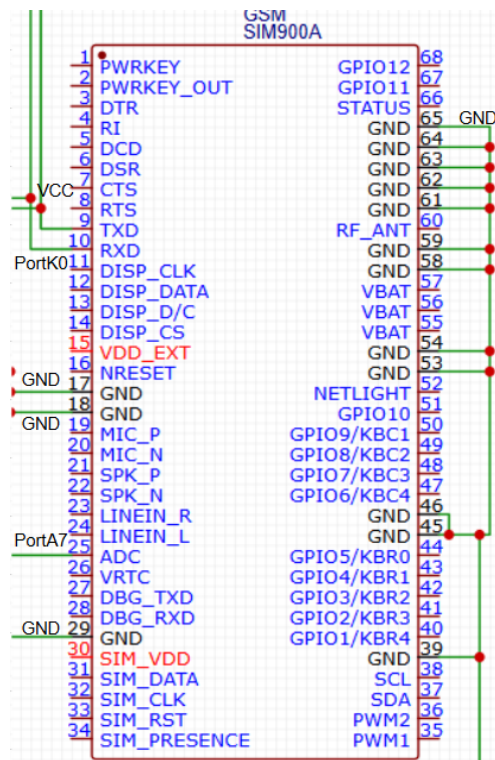 GSM
SIM900A
1 PWRKEY GPIO12 68
2 PWRKEY_OUT GPIO11 67
3 DTR STATUS 66
4 RI GND 65 GND
5 DCD GND 64
6 DSR GND 63
VCC 7 CTS GND 62
8 RTS GND 61
9 TXD RF_ANT 60
10 RXD GND 59
PortK0 11 DISP_CLK GND 58
12 DISP_DATA VBAT 57
13 DISP_D/C VBAT 56
14 DISP_CS VBAT 55
15 VDD_EXT GND 54
16 NRESET GND 53
GND 17 GND NETLIGHT 52
18 GND GPIO10 51
GND
19 MIC_P GPIO9/KBC1 50
20 MIC_N GPIO8/KBC2 49
21 SPK_P GPIO7/KBC3 48
22 SPK_N GPIO6/KBC4 47
23 LINEIN_R GND 46
24 LINEIN_L GND 45
PortA7
25 ADC GPIO5/KBR0 44
26 VRTC GPIO4/KBR1 43
27 DBG_TXD GPIO3/KBR2 42
28 DBG_RXD GPIO2/KBR3 41
GND 29 GND GPIO1/KBR4 40
30 SIM_VDD GND 39
31 SIM_DATA SCL 38
32 SIM_CLK SDA 37
33 SIM_RST PWM2 36
34 SIM_PRESENCE PWM1 35